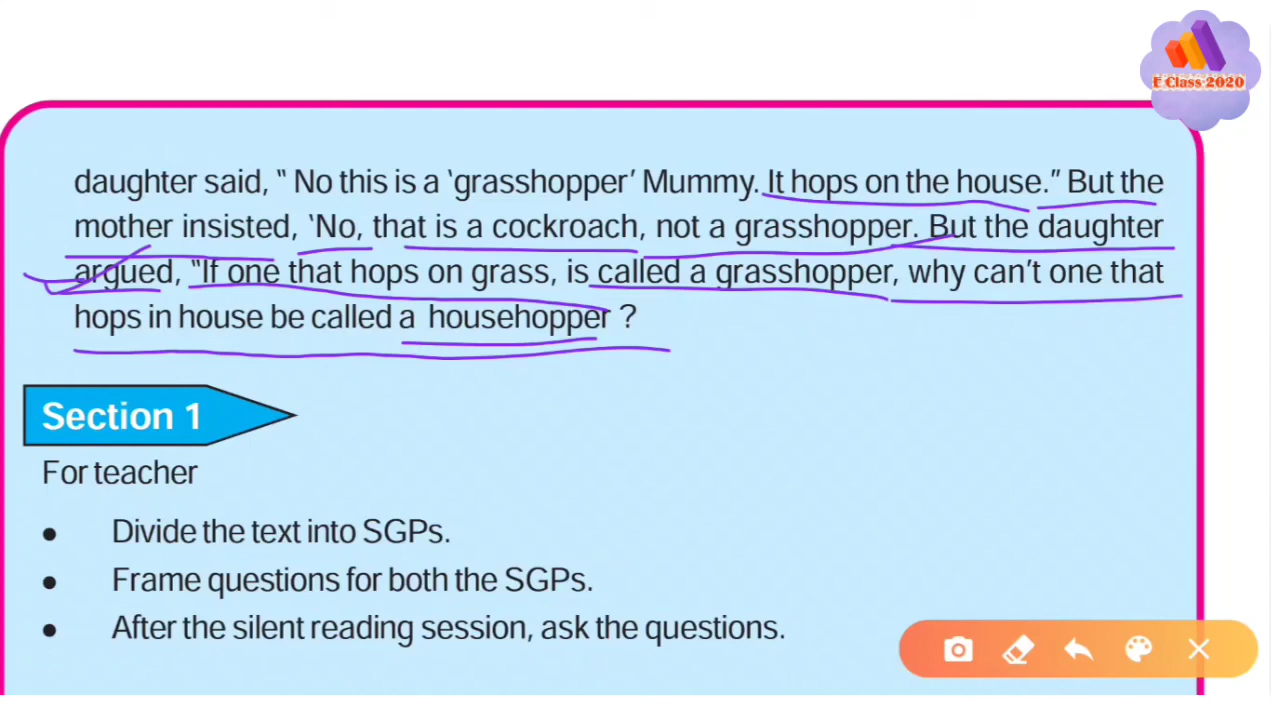 E Class 2020
daughter said, “ No this is a ‘grasshopper’ Mummy. It hops on the house.” But the
mother insisted, ‘No, that is a cockroach, not a grasshopper. But the daughter
argued, “If one that hops on grass, is called a grasshopper, why can’t one that
hops in house be called a househopper ?
Section 1
For teacher
● Divide the text into SGPs.
● Frame questions for both the SGPs.
● After the silent reading session, ask the questions.